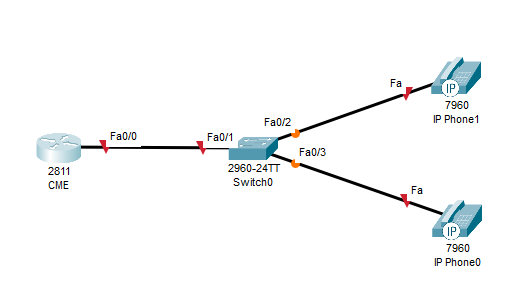 Fa
IP
7960
IP Phone1
Fa0/2
Fa0/0
Fa0/1
2811
CME
2960-24TT
Switch0
Fa0/3
Fa
IP
7960
IP Phone0